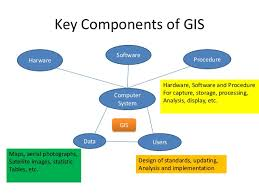 Key Components of GIS
Harware
Software
Procedure
Hardware, Software and Procedure
For capture, storage, processing,
Analysis, display, etc.
Computer
System
GIS
Data
Users
Maps, aerial photographs,
Satelite images, statistic
Tables, etc.
Design of standards, updating,
Analysis and implementation